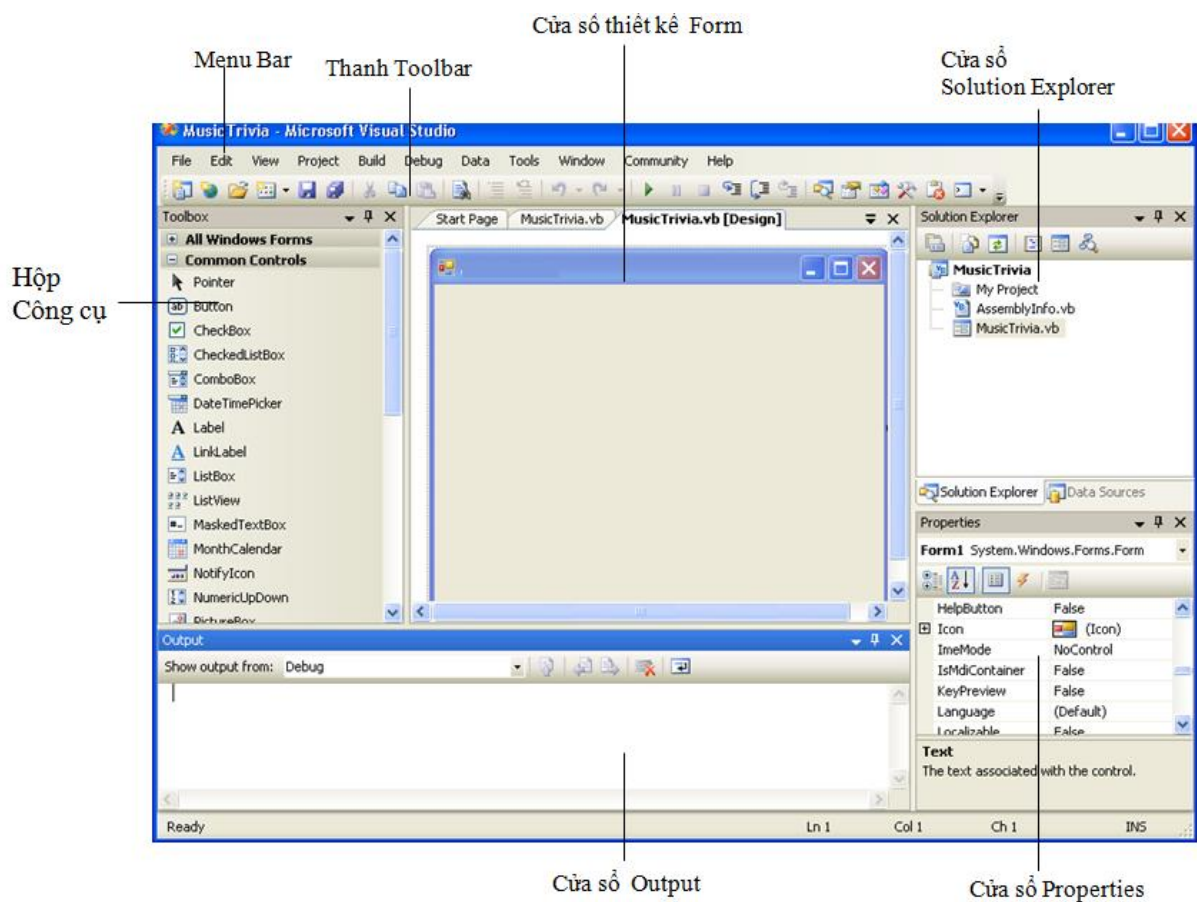 Cửa sổ thiết kế Form
Menu Bar
Thanh Toolbar
Cửa sổ
Solution Explorer
MusicTrivia - Microsoft Visual Studio
File Edit View Project Build Debug Data Tools Window Community Help
Toolbox
All Windows Forms
Common Controls
Pointer
Button
CheckBox
CheckedListBox
ComboBox
DateTimePicker
Label
LinkLabel
ListBox
ListView
MaskedTextBox
MonthCalendar
NotifyIcon
NumericUpDown
PictureBox
Hộp
Công cụ
Start Page MusicTrivia.vb MusicTrivia.vb [Design]
Solution Explorer
MusicTrivia
My Project
AssemblyInfo.vb
MusicTrivia.vb
Solution Explorer Data Sources
Properties
Form1 System.Windows.Forms.Form
HelpButton False
Icon (Icon)
ImeMode NoControl
IsMdiContainer False
KeyPreview False
Language (Default)
Localizable False
Text
The text associated with the control.
Output
Show output from: Debug
Ready Ln 1 Col 1 Ch 1 INS
Cửa sổ Output
Cửa sổ Properties